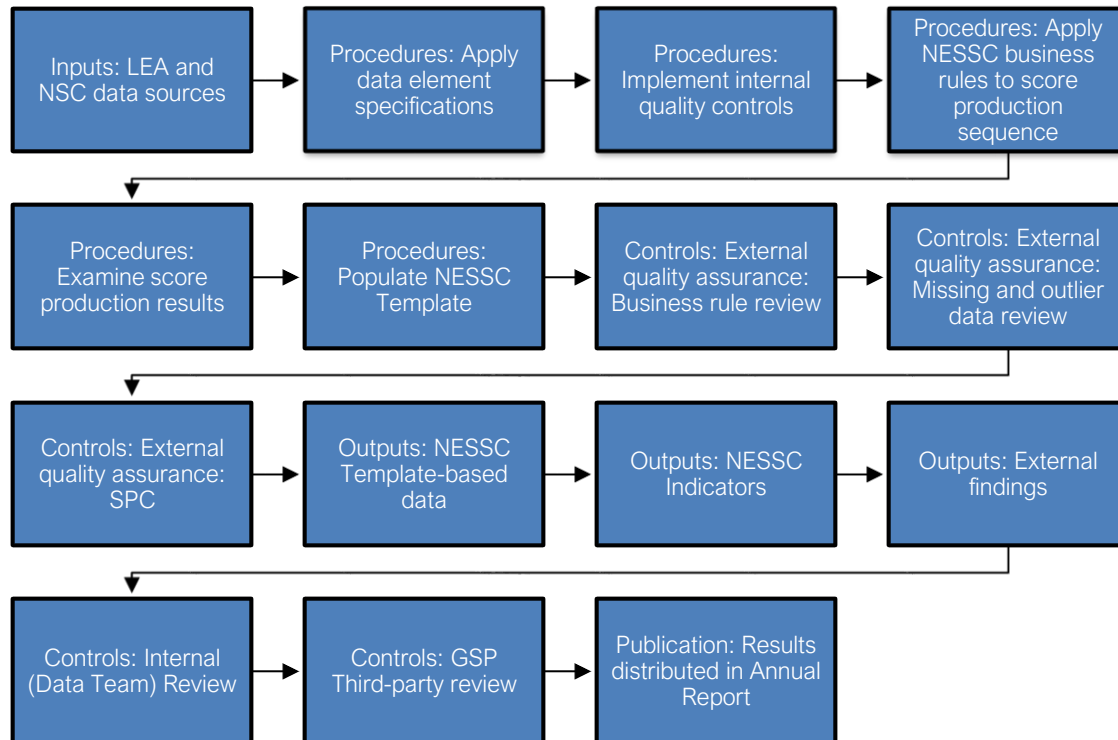 Inputs: LEA and
NSC data sources
Procedures: Apply
data element
specifications
Procedures:
Implement internal
quality controls
Procedures: Apply
NESSC business
rules to score
production
sequence
Procedures:
Examine score
production results
Procedures:
Populate NESSC
Template
Controls: External
quality assurance:
Business rule review
Controls: External
quality assurance:
Missing and outlier
data review
Controls: External
quality assurance:
SPC
Outputs: NESSC
Template-based
data
Outputs: NESSC
Indicators
Outputs: External
findings
Controls: Internal
(Data Team) Review
Controls: GSP
Third-party review
Publication: Results
distributed in Annual
Report